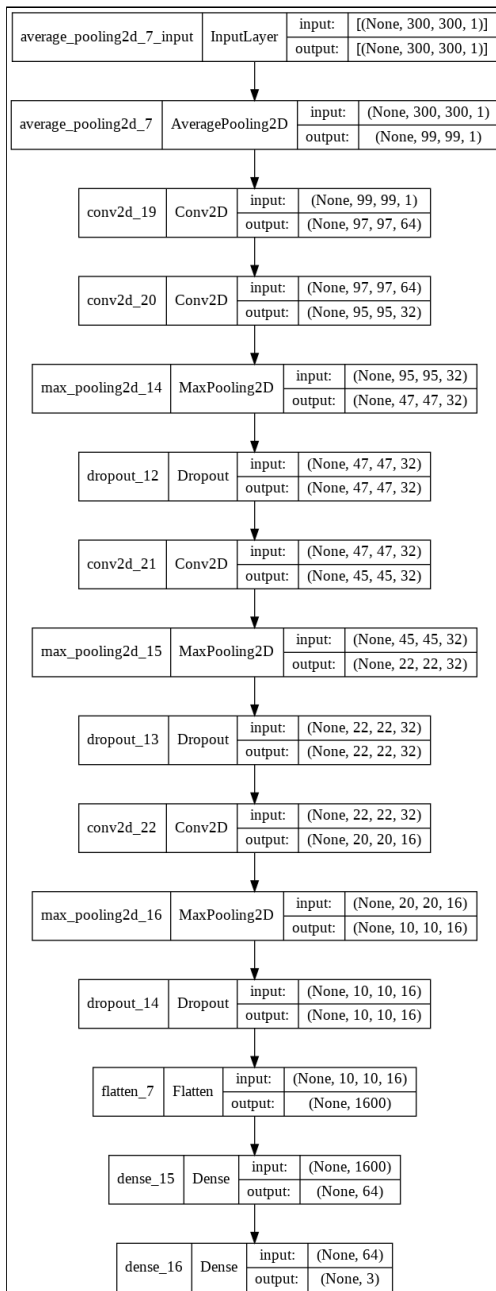 average_pooling2d_7_input InputLayer input: [(None, 300, 300, 1)]
output: [(None, 300, 300, 1)]
average_pooling2d_7 AveragePooling2D input: (None, 300, 300, 1)
output: (None, 99, 99, 1)
conv2d_19 Conv2D input: (None, 99, 99, 1)
output: (None, 97, 97, 64)
conv2d_20 Conv2D input: (None, 97, 97, 64)
output: (None, 95, 95, 32)
max_pooling2d_14 MaxPooling2D input: (None, 95, 95, 32)
output: (None, 47, 47, 32)
dropout_12 Dropout input: (None, 47, 47, 32)
output: (None, 47, 47, 32)
conv2d_21 Conv2D input: (None, 47, 47, 32)
output: (None, 45, 45, 32)
max_pooling2d_15 MaxPooling2D input: (None, 45, 45, 32)
output: (None, 22, 22, 32)
dropout_13 Dropout input: (None, 22, 22, 32)
output: (None, 22, 22, 32)
conv2d_22 Conv2D input: (None, 22, 22, 32)
output: (None, 20, 20, 16)
max_pooling2d_16 MaxPooling2D input: (None, 20, 20, 16)
output: (None, 10, 10, 16)
dropout_14 Dropout input: (None, 10, 10, 16)
output: (None, 10, 10, 16)
flatten_7 Flatten input: (None, 10, 10, 16)
output: (None, 1600)
dense_15 Dense input: (None, 1600)
output: (None, 64)
dense_16 Dense input: (None, 64)
output: (None, 3)